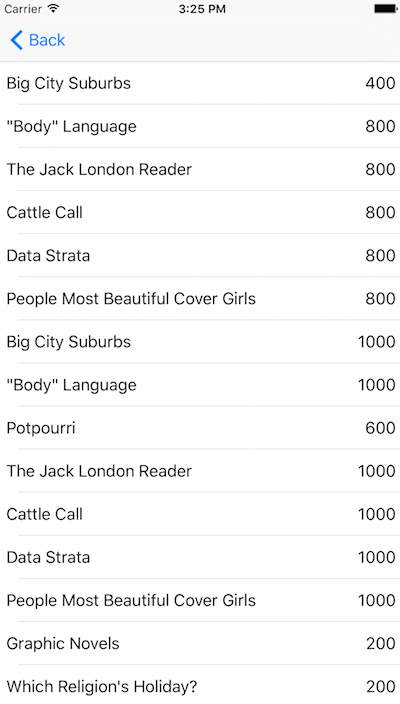 Carrier 3:25 PM
Back
Big City Suburbs 400
"Body" Language 800
The Jack London Reader 800
Cattle Call 800
Data Strata 800
People Most Beautiful Cover Girls 800
Big City Suburbs 1000
"Body" Language 1000
Potpourri 600
The Jack London Reader 1000
Cattle Call 1000
Data Strata 1000
People Most Beautiful Cover Girls 1000
Graphic Novels 200
Which Religion's Holiday? 200